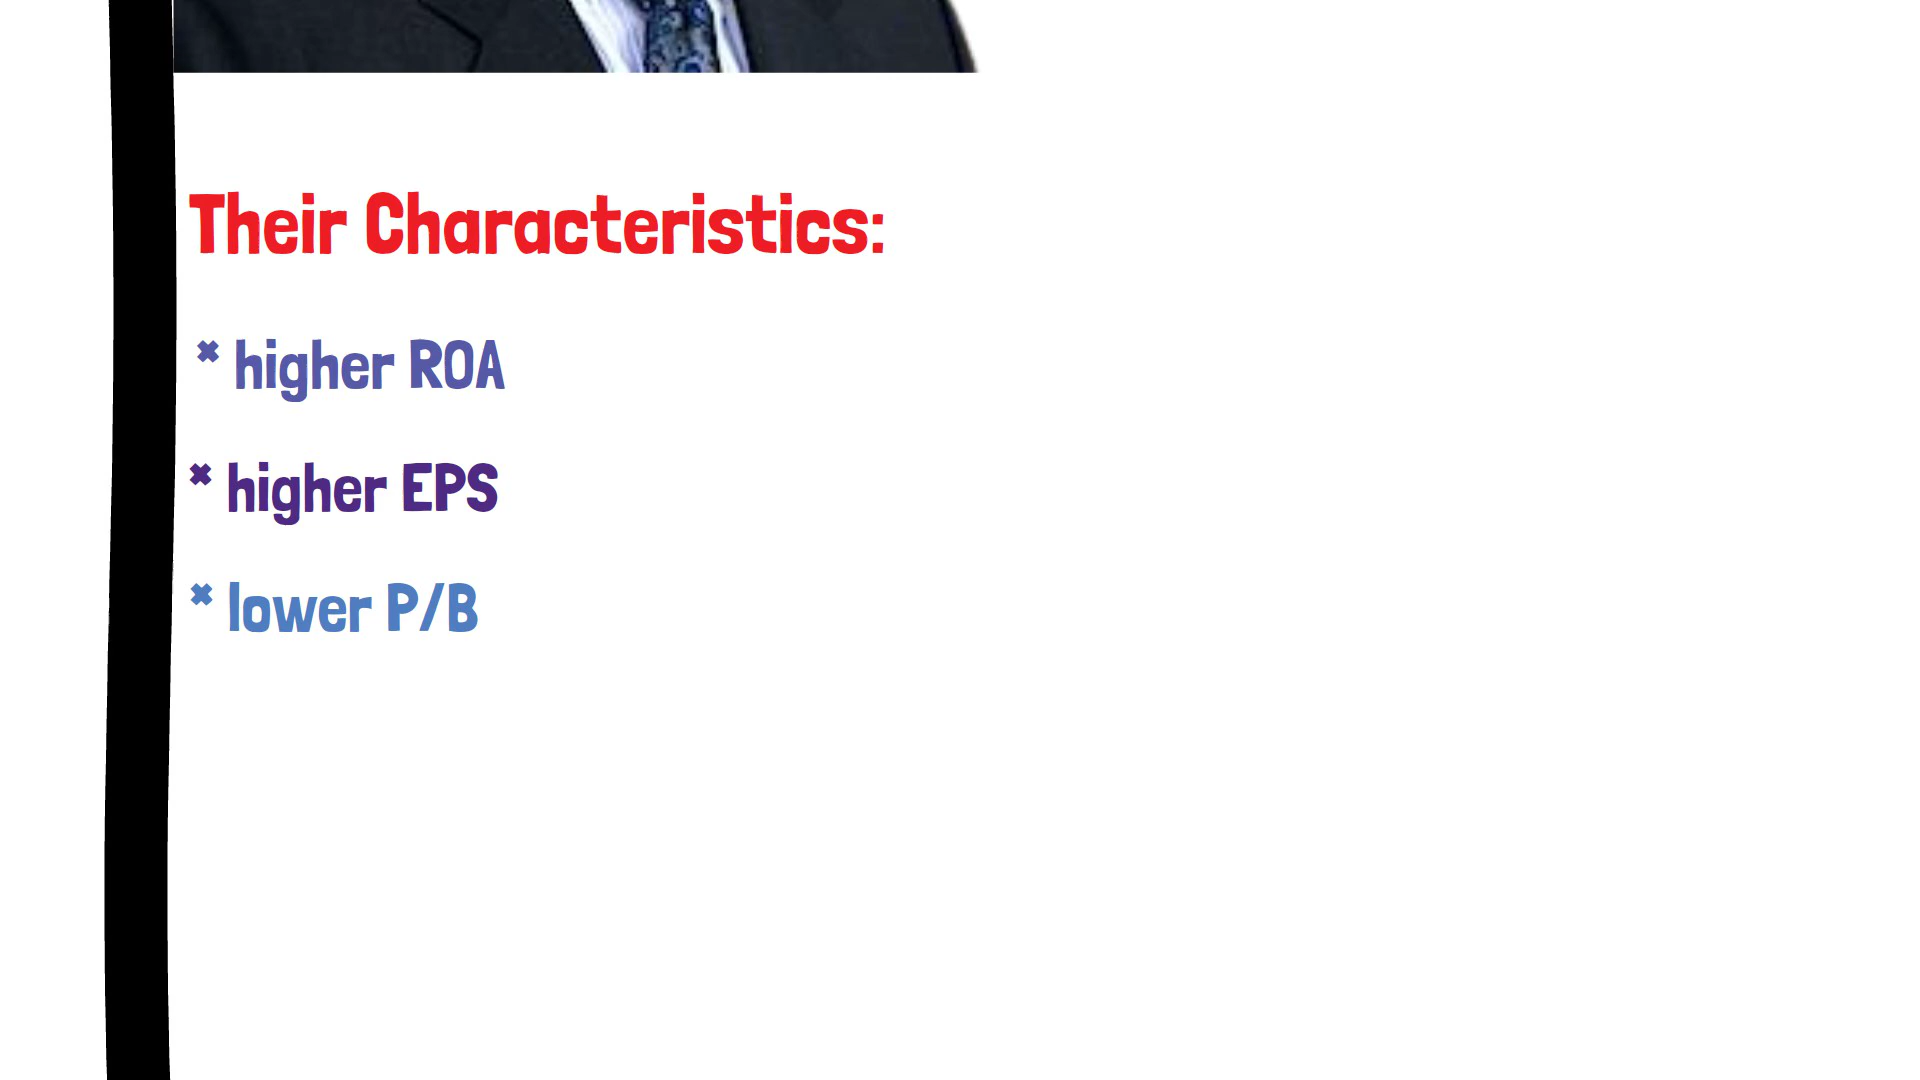 Their Characteristics:
* higher ROA
* higher EPS
* lower P/B